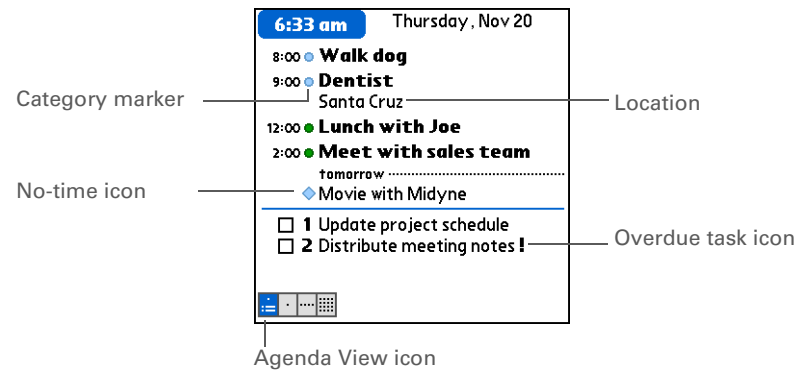 6:33 am Thursday, Nov 20
8:00 Walk dog
9:00 Dentist
Category marker
Santa Cruz
Location
12:00 Lunch with Joe
2:00 Meet with sales team
tomorrow
No-time icon
Movie with Midyne
1 Update project schedule
2 Distribute meeting notes !
Overdue task icon
Agenda View icon